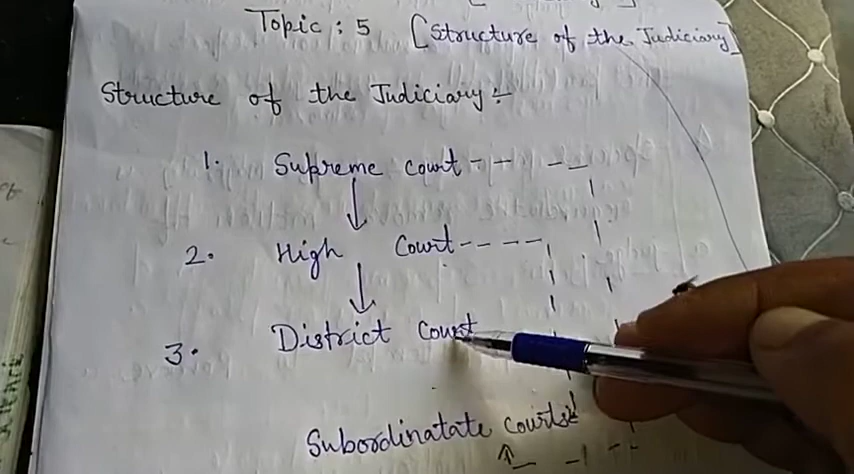 Topic : 5 [Structure of the Judiciary]
Structure of the Judiciary :-
1. Supreme court
2. High Court
3. District Court
Subordinatate courts